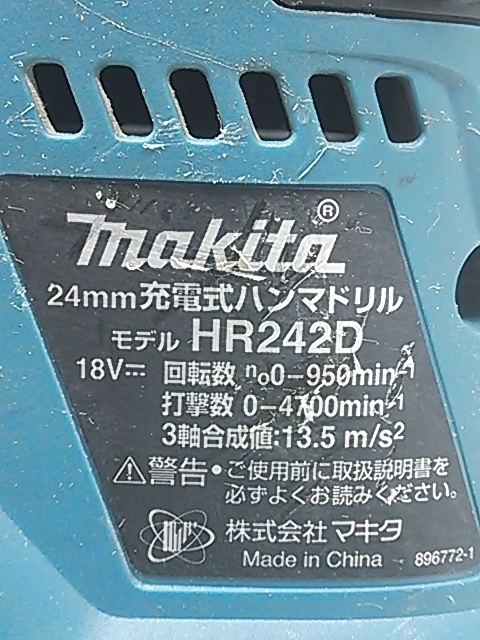 makita®
24mm充電式ハンマドリル
モデル HR242D
18V⎓ 回転数 n₀0-950min⁻¹
打撃数 0-4700min⁻¹
3軸合成値:13.5 m/s²
⚠警告•ご使用前に取扱説明書を
必ずよくお読みください。
株式会社 マキタ
Made in China 896772-1